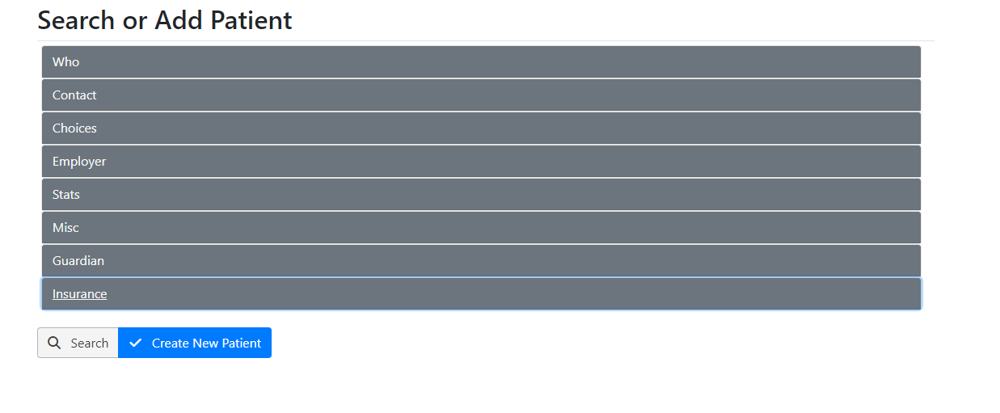 Search or Add Patient
Who
Contact
Choices
Employer
Stats
Misc
Guardian
Insurance
Search Create New Patient